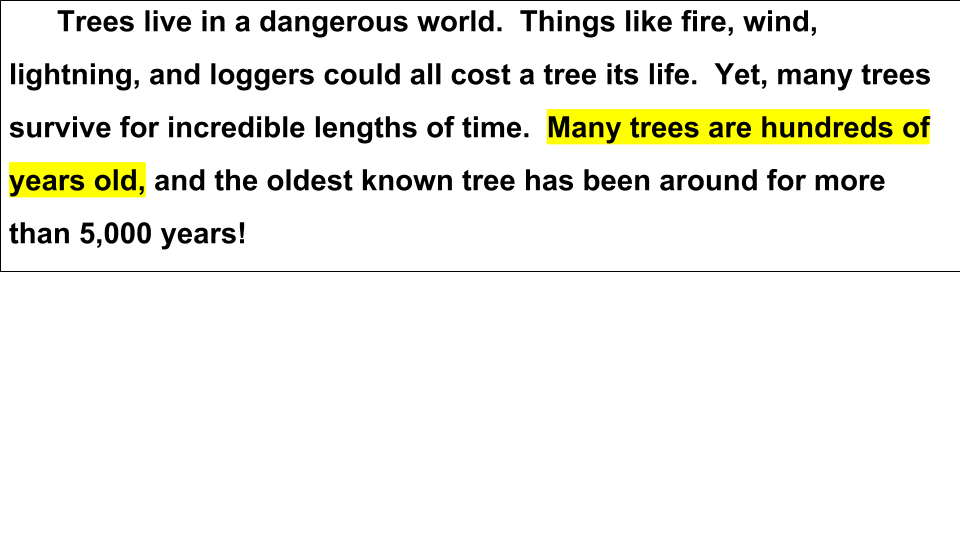 Trees live in a dangerous world.  Things like fire, wind,
lightning, and loggers could all cost a tree its life.  Yet, many trees
survive for incredible lengths of time.  Many trees are hundreds of
years old, and the oldest known tree has been around for more
than 5,000 years!